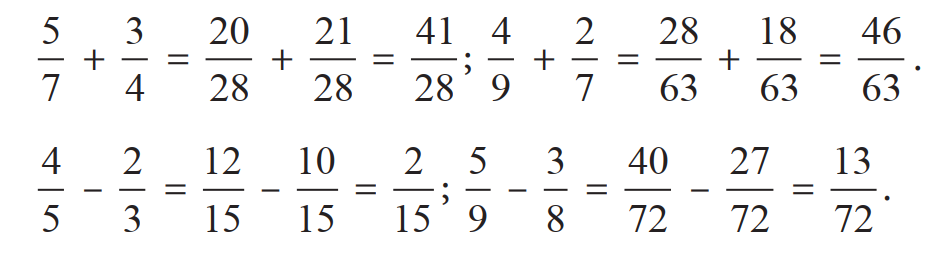 5/7 + 3/4 = 20/28 + 21/28 = 41/28; 4/9 + 2/7 = 28/63 + 18/63 = 46/63.
4/5 − 2/3 = 12/15 − 10/15 = 2/15; 5/9 − 3/8 = 40/72 − 27/72 = 13/72.